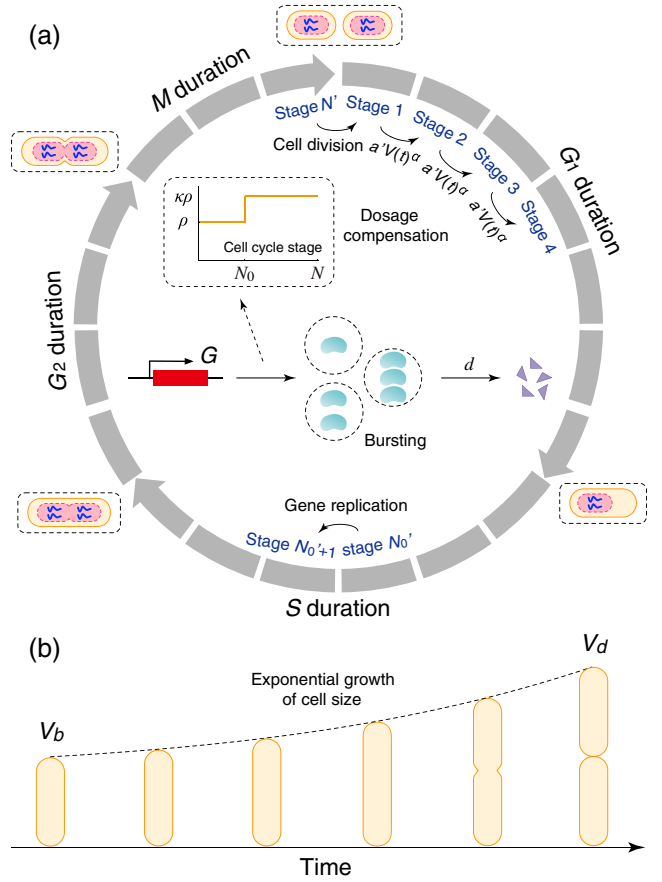 (a)
M duration
Stage N' Stage 1 Stage 2 Stage 3 Stage 4
Cell division a'V(t)^α a'V(t)^α a'V(t)^α
G1 duration
κρ
ρ
Cell cycle stage
N0 N
Dosage
compensation
G2 duration
G
d
Bursting
Gene replication
Stage N0'+1 stage N0'
S duration
(b)
Vb
Exponential growth
of cell size
Vd
Time